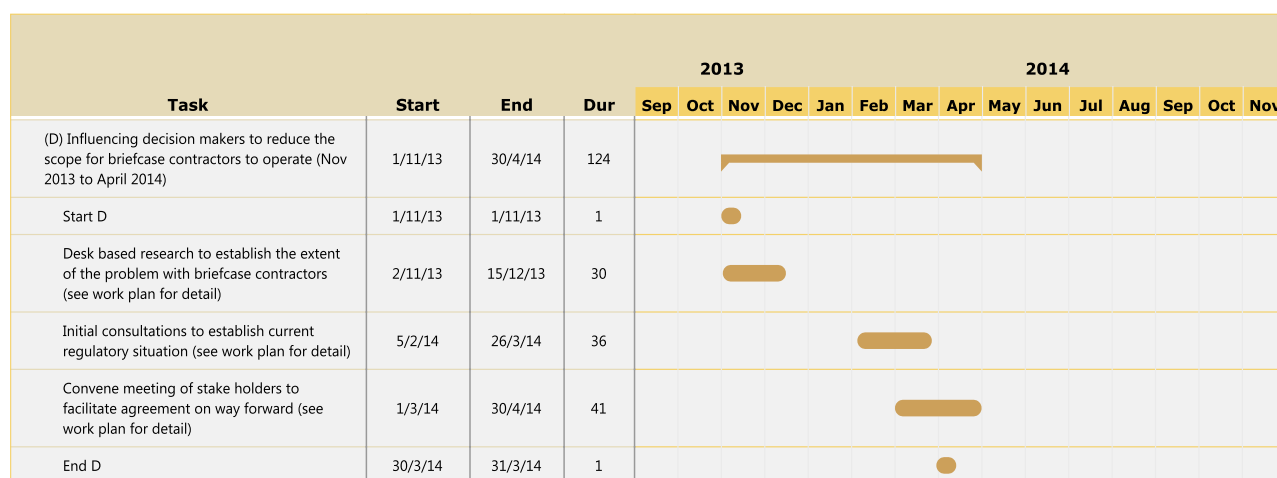 2013 2014
Task Start End Dur Sep Oct Nov Dec Jan Feb Mar Apr May Jun Jul Aug Sep Oct Nov
(D) Influencing decision makers to reduce the
scope for briefcase contractors to operate (Nov 1/11/13 30/4/14 124
2013 to April 2014)
Start D 1/11/13 1/11/13 1
Desk based research to establish the extent
of the problem with briefcase contractors 2/11/13 15/12/13 30
(see work plan for detail)
Initial consultations to establish current
regulatory situation (see work plan for detail) 5/2/14 26/3/14 36
Convene meeting of stake holders to
facilitate agreement on way forward (see 1/3/14 30/4/14 41
work plan for detail)
End D 30/3/14 31/3/14 1